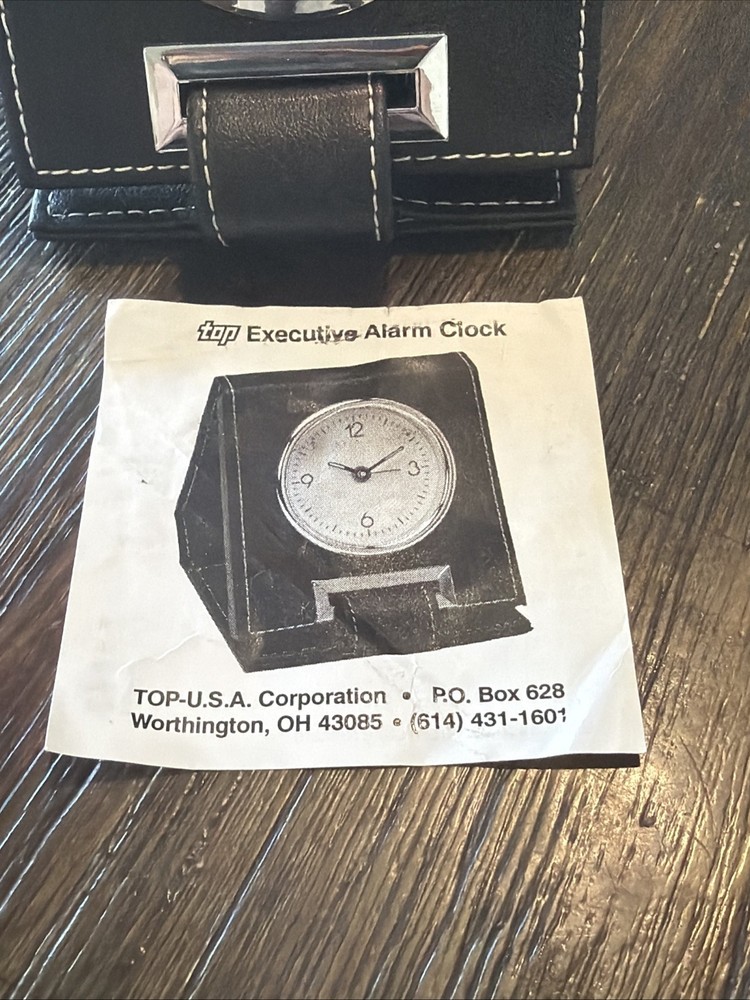 top Executive Alarm Clock
12
9
3
6
TOP-U.S.A. Corporation • P.O. Box 628
Worthington, OH 43085 • (614) 431-1601